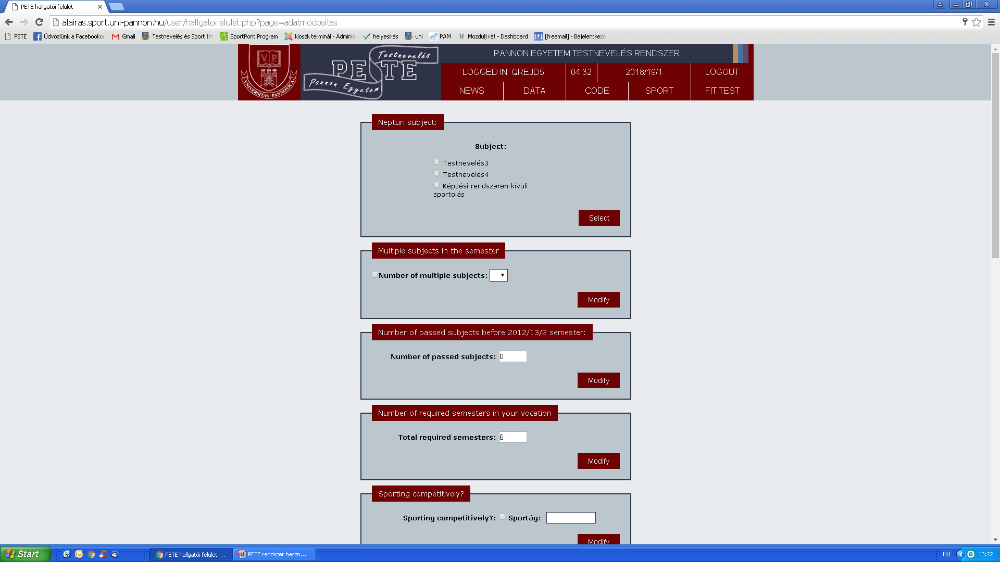 PETE hallgatói felület
alairas.sport.uni-pannon.hu/user/hallgatoifelulet.php?page=adatmodositas
PETE
Üdvözlünk a Facebookor
Gmail
Testnevelés és Sport In
SportPont Program
kioszk terminál - Adminis
helyesírás
uni
PAM
Mozdulj rá! - Dashboard
[freemail] - Bejelentkezé
V P
UNIVERSITAS • PANNONICA
Testnevelés
PETE
Pannon Egyetem
PANNON EGYETEM TESTNEVELÉS RENDSZER
LOGGED IN: QREJD5 04:32 2018/19/1 LOGOUT
NEWS DATA CODE SPORT FIT TEST
Neptun subject:
Subject:
Testnevelés3
Testnevelés4
Képzési rendszeren kívüli
sportolás
Select
Multiple subjects in the semester
Number of multiple subjects:
Modify
Number of passed subjects before 2012/13/2 semester:
Number of passed subjects: 0
Modify
Number of required semesters in your vocation
Total required semesters: 6
Modify
Sporting competitively?
Sporting competitively?: Sportág:
Modify
Start
PETE hallgatói felület ...
PETE rendszer haszn...
HU
13:22